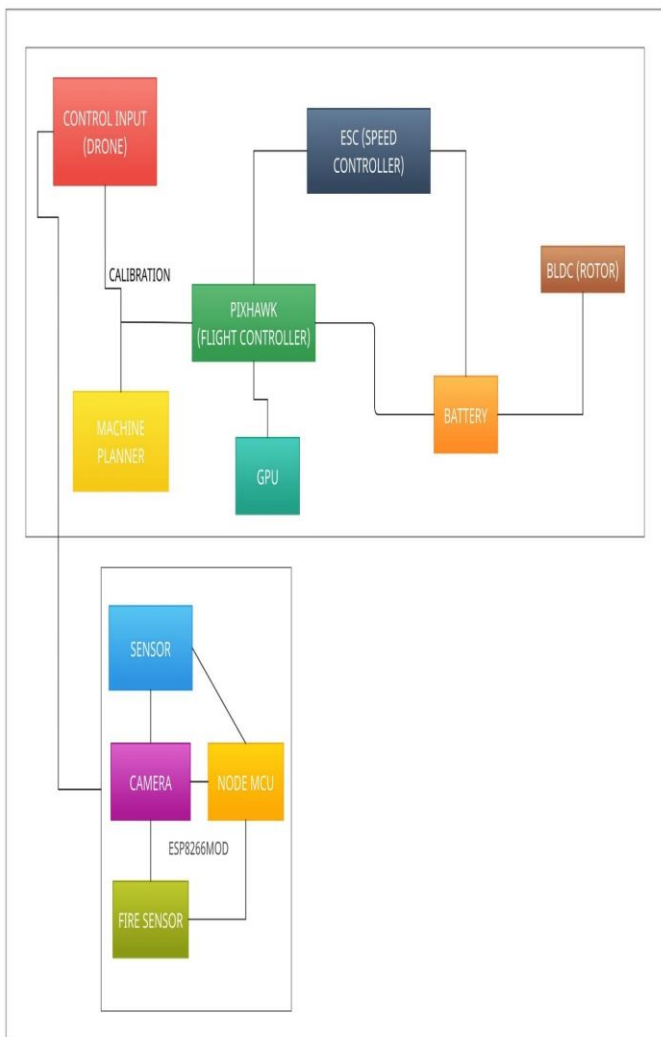 CONTROL INPUT
(DRONE)
ESC (SPEED
CONTROLLER)
BLDC (ROTOR)
CALIBRATION
PIXHAWK
(FLIGHT CONTROLLER)
BATTERY
MACHINE
PLANNER
GPU
SENSOR
CAMERA
NODE MCU
ESP8266MOD
FIRE SENSOR